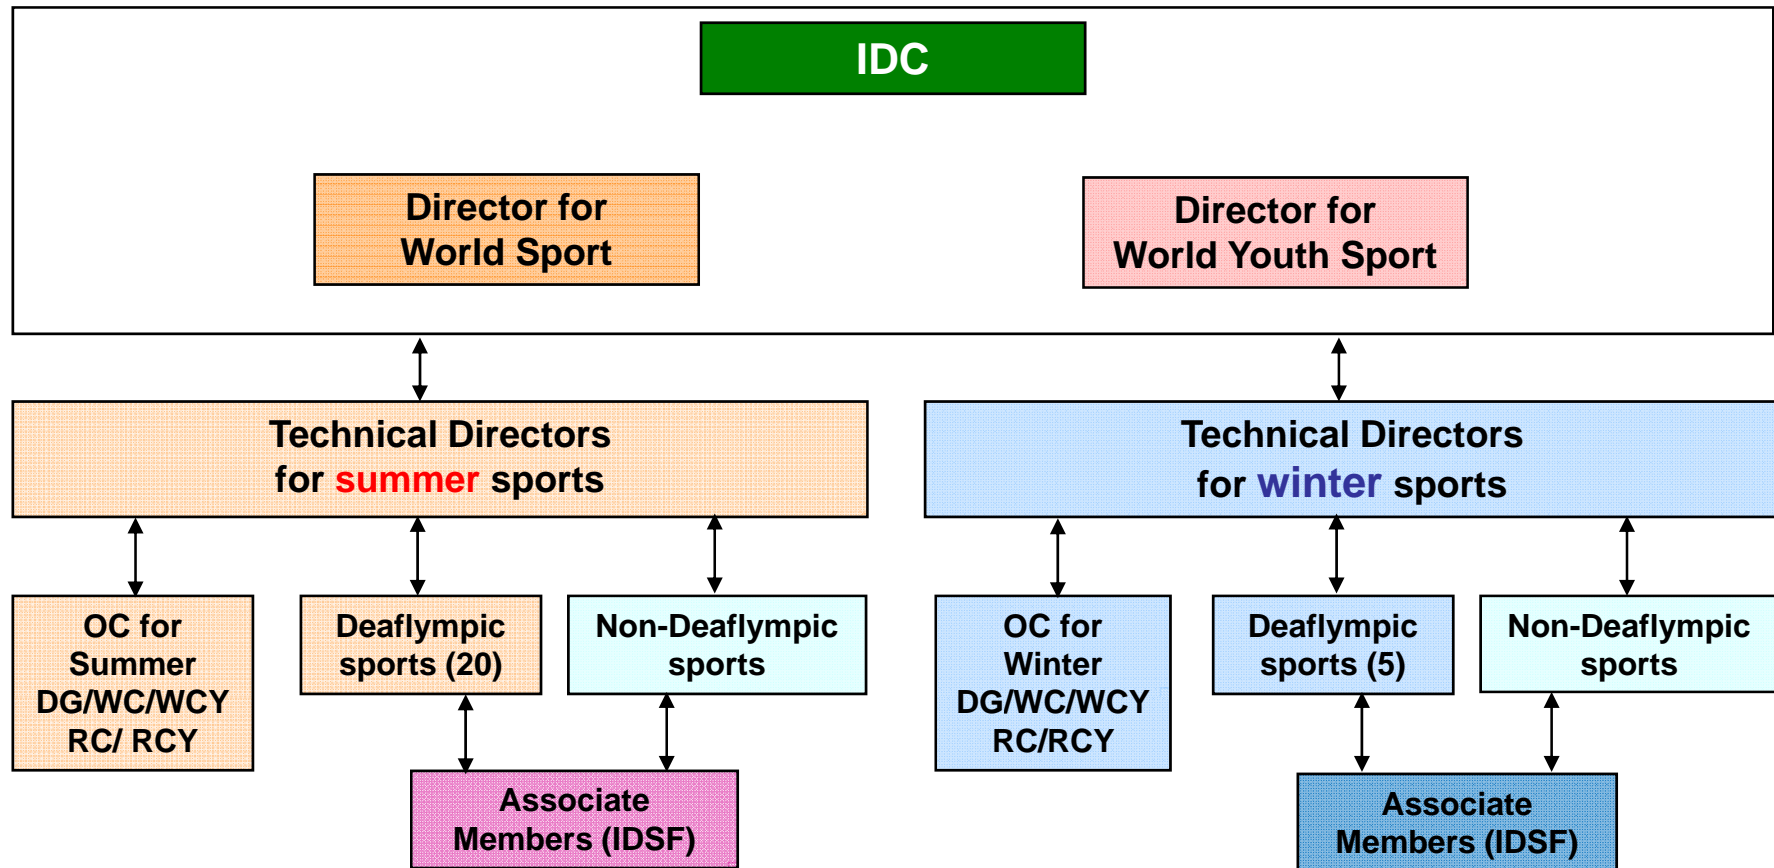 IDC
Director for
World Sport
Director for
World Youth Sport
Technical Directors
for summer sports
Technical Directors
for winter sports
OC for
Summer
DG/WC/WCY
RC/ RCY
Deaflympic
sports (20)
Non-Deaflympic
sports
OC for
Winter
DG/WC/WCY
RC/RCY
Deaflympic
sports (5)
Non-Deaflympic
sports
Associate
Members (IDSF)
Associate
Members (IDSF)